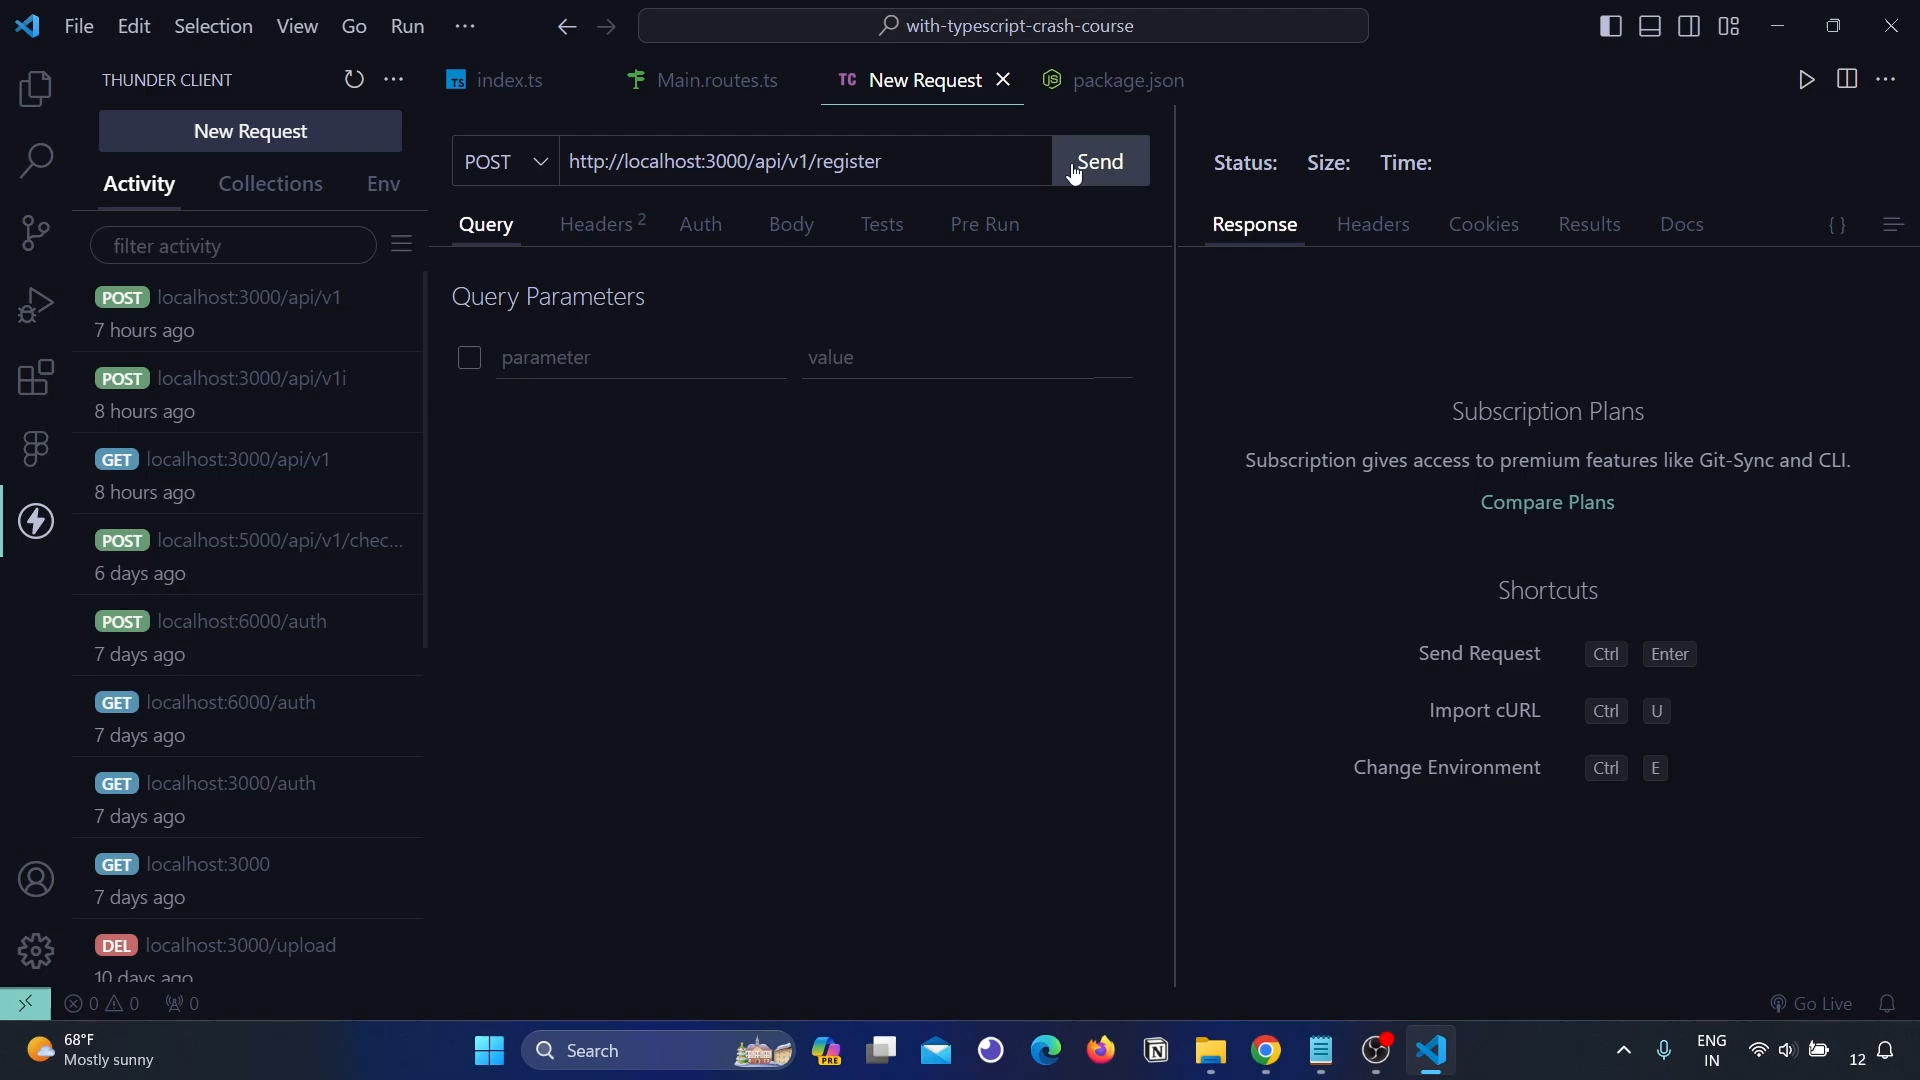 File Edit Selection View Go Run ...
with-typescript-crash-course
THUNDER CLIENT
New Request
Activity Collections Env
filter activity
POST localhost:3000/api/v1
7 hours ago
POST localhost:3000/api/v1i
8 hours ago
GET localhost:3000/api/v1
8 hours ago
POST localhost:5000/api/v1/chec...
6 days ago
POST localhost:6000/auth
7 days ago
GET localhost:6000/auth
7 days ago
GET localhost:3000/auth
7 days ago
GET localhost:3000
7 days ago
DEL localhost:3000/upload
10 days ago
TS index.ts Main.routes.ts TC New Request package.json
POST http://localhost:3000/api/v1/register Send
Query Headers 2 Auth Body Tests Pre Run
Query Parameters
parameter value
Status: Size: Time:
Response Headers Cookies Results Docs { }
Subscription Plans
Subscription gives access to premium features like Git-Sync and CLI.
Compare Plans
Shortcuts
Send Request Ctrl Enter
Import cURL Ctrl U
Change Environment Ctrl E
0 0 0
Go Live
68°F
Mostly sunny
Search
PRE
ENG
IN
12